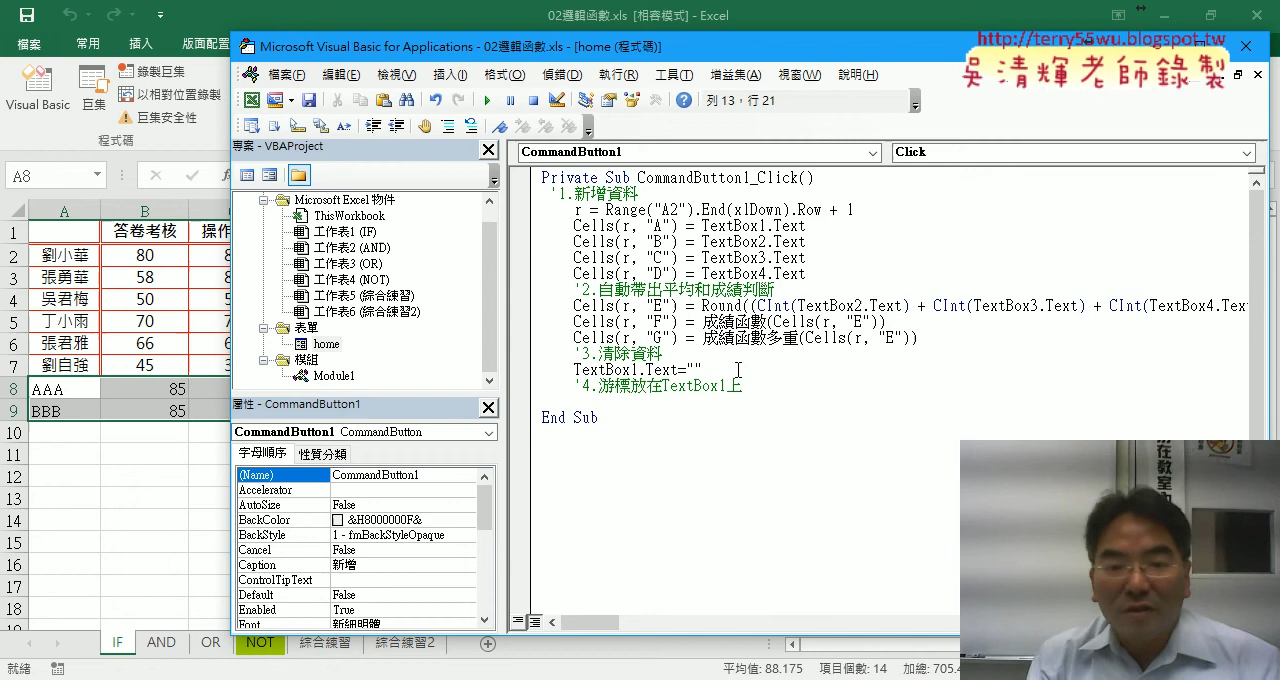 02邏輯函數.xls [相容模式] - Excel
檔案 常用 插入 版面配置
Visual Basic
巨集
錄製巨集
以相對位置錄製
巨集安全性
程式碼
A8
A B
1 答卷考核
2 劉小華 80
3 張勇華 58
4 吳君梅 50
5 丁小雨 70
6 張君雅 66
7 劉自強 45
8 AAA 85
9 BBB 85
10
11
12
13
14
15
16
17
18
IF AND OR NOT 綜合練習 綜合練習2
就緒
平均值: 88.175 項目個數: 14
Microsoft Visual Basic for Applications - 02邏輯函數.xls - [home (程式碼)]
http://terry55wu.blogspot.tw
吳清輝老師錄製
檔案(F) 編輯(E) 檢視(V) 插入(I) 格式(O) 偵錯(D) 執行(R) 工具(T) 增益集(A) 視窗(W) 說明(H)
列 13，行 21
專案 - VBAProject
Microsoft Excel 物件
ThisWorkbook
工作表1 (IF)
工作表2 (AND)
工作表3 (OR)
工作表4 (NOT)
工作表5 (綜合練習)
工作表6 (綜合練習2)
表單
home
模組
Module1
屬性 - CommandButton1
CommandButton1 CommandButton
字母順序 性質分類
(Name) CommandButton1
Accelerator
AutoSize False
BackColor &H8000000F&
BackStyle 1 - fmBackStyleOpaque
Cancel False
Caption 新增
ControlTipText
Default False
Enabled True
Font 新細明體
CommandButton1 Click
Private Sub CommandButton1_Click()
'1.新增資料
r = Range("A2").End(xlDown).Row + 1
Cells(r, "A") = TextBox1.Text
Cells(r, "B") = TextBox2.Text
Cells(r, "C") = TextBox3.Text
Cells(r, "D") = TextBox4.Text
'2.自動帶出平均和成績判斷
Cells(r, "E") = Round((CInt(TextBox2.Text) + CInt(TextBox3.Text) + CInt(TextBox4.Tex
Cells(r, "F") = 成績函數(Cells(r, "E"))
Cells(r, "G") = 成績函數多重(Cells(r, "E"))
'3.清除資料
TextBox1.Text=""
'4.游標放在TextBox1上
End Sub